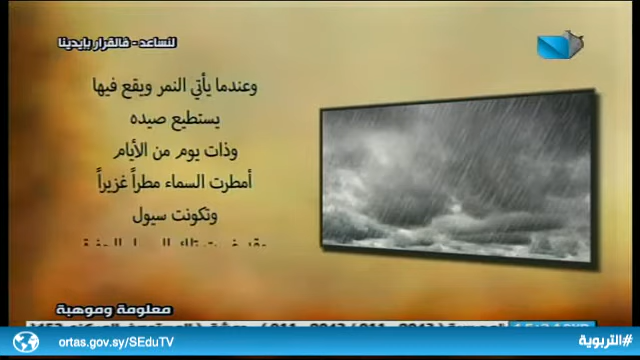 لنساعد - فالقرار بإيدينا
وعندما يأتي النمر ويقع فيها
يستطيع صيده
وذات يوم من الأيام
أمطرت السماء مطراً غزيراً
وتكونت سيول
معلومة وموهبة
ortas.gov.sy/SEduTV
#التربوية